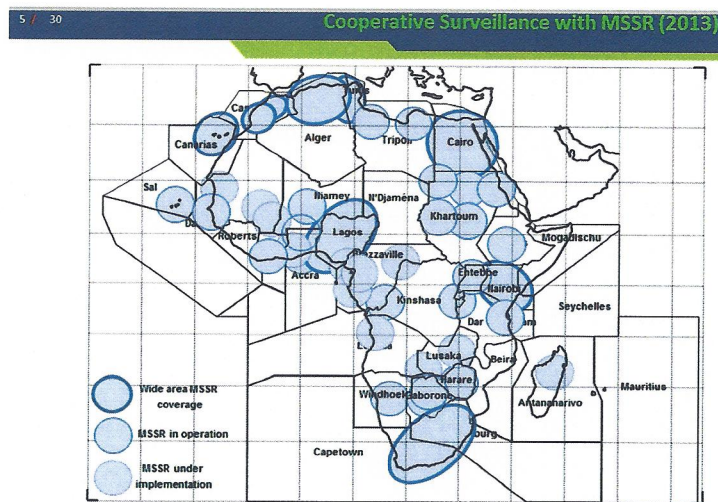 5 / 30
Cooperative Surveillance with MSSR (2013)
Canarias
Alger
Tripoli
Cairo
Sal
Niamey
N'Djaména
Khartoum
Roberts
Lagos
Mogadischu
Accra
Brazzaville
Entebbe
Nairobi
Kinshasa
Seychelles
Dar
Lusaka
Beira
Harare
Mauritius
Windhoek
Gaborone
Antananarivo
Capetown
Wide area MSSR
coverage
MSSR in operation
MSSR under
implementation